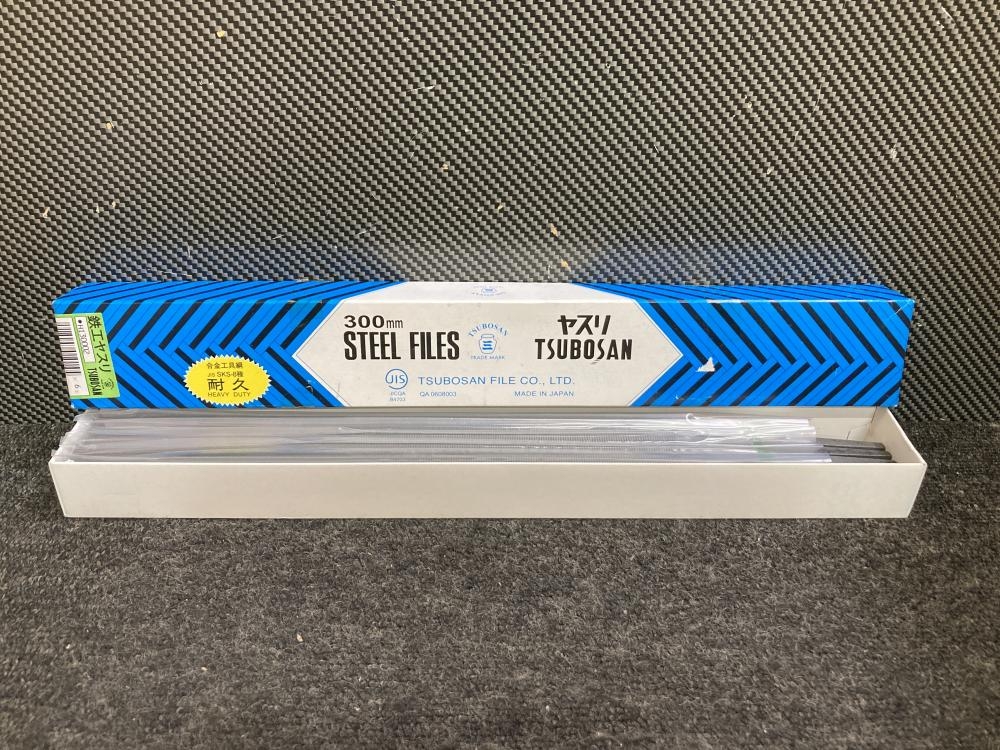 300mm
STEEL FILES
TSUBOSAN
TRADE MARK
ヤスリ
TSUBOSAN
JIS
JICQA
B4703
TSUBOSAN FILE CO., LTD.
QA 0608003
MADE IN JAPAN
合金工具鋼
JIS SKS-8種
耐久
HEAVY DUTY
鉄工ヤスリ
TSUBOSAN